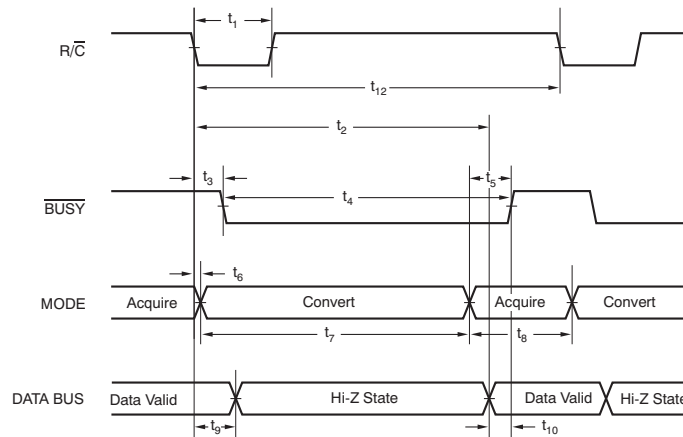 t₁
R/C̅
t₁₂
t₂
t₃
t₅
B̅U̅S̅Y̅
t₄
t₆
MODE
Acquire
Convert
Acquire
Convert
t₇
t₈
DATA BUS
Data Valid
Hi-Z State
Data Valid
Hi-Z State
t₉
t₁₀